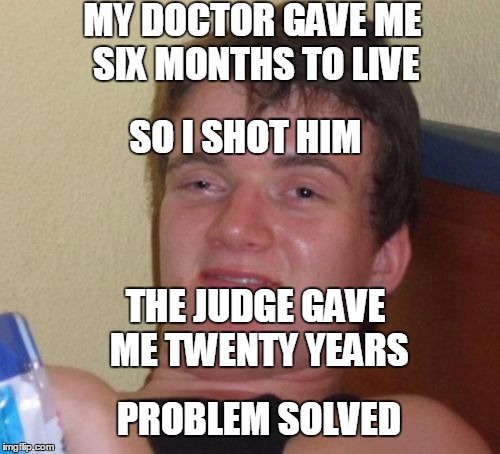 MY DOCTOR GAVE ME
SIX MONTHS TO LIVE
SO I SHOT HIM
THE JUDGE GAVE
ME TWENTY YEARS
PROBLEM SOLVED
imgflip.com